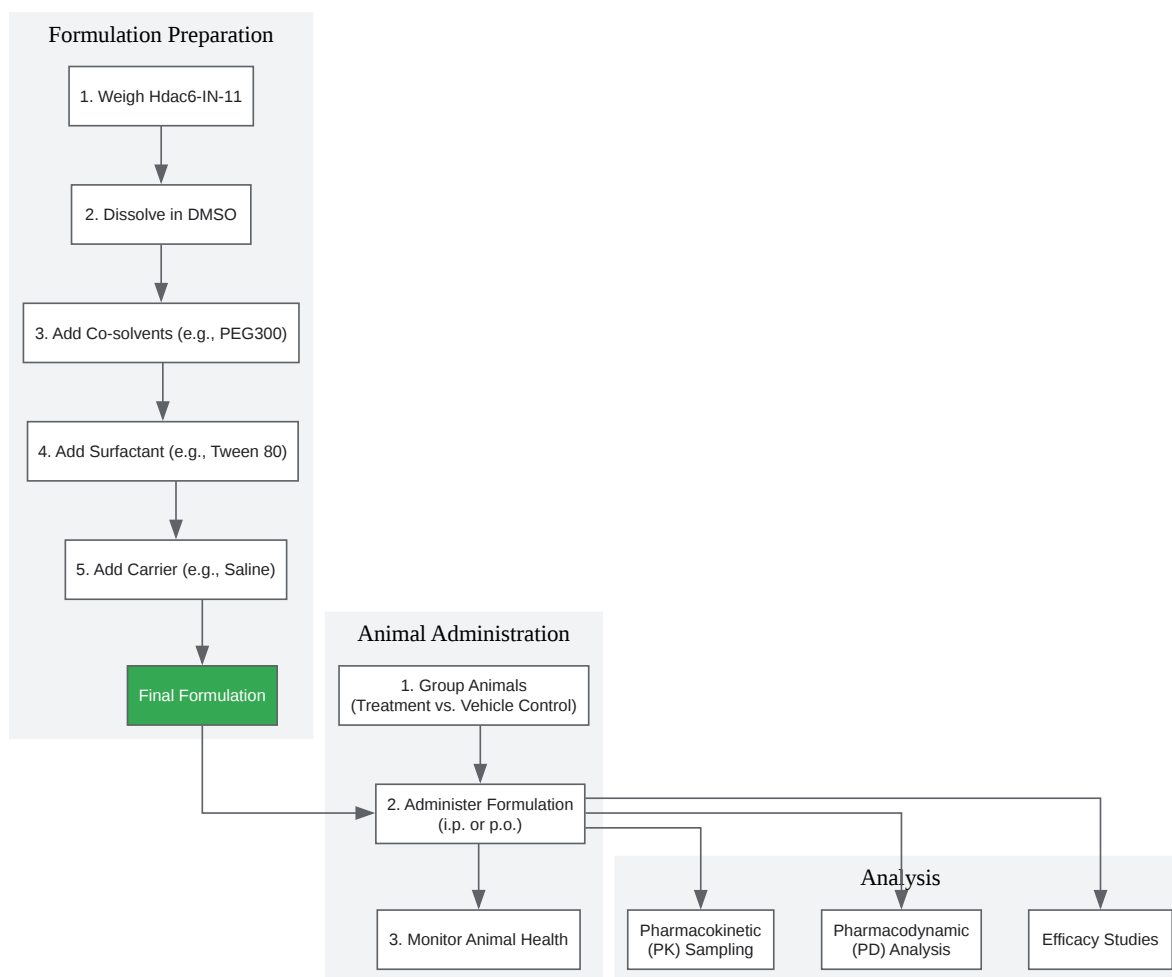 Formulation Preparation
1. Weigh Hdac6-IN-11
2. Dissolve in DMSO
3. Add Co-solvents (e.g., PEG300)
4. Add Surfactant (e.g., Tween 80)
5. Add Carrier (e.g., Saline)
Final Formulation
Animal Administration
1. Group Animals
(Treatment vs. Vehicle Control)
2. Administer Formulation
(i.p. or p.o.)
3. Monitor Animal Health
Analysis
Pharmacokinetic
(PK) Sampling
Pharmacodynamic
(PD) Analysis
Efficacy Studies